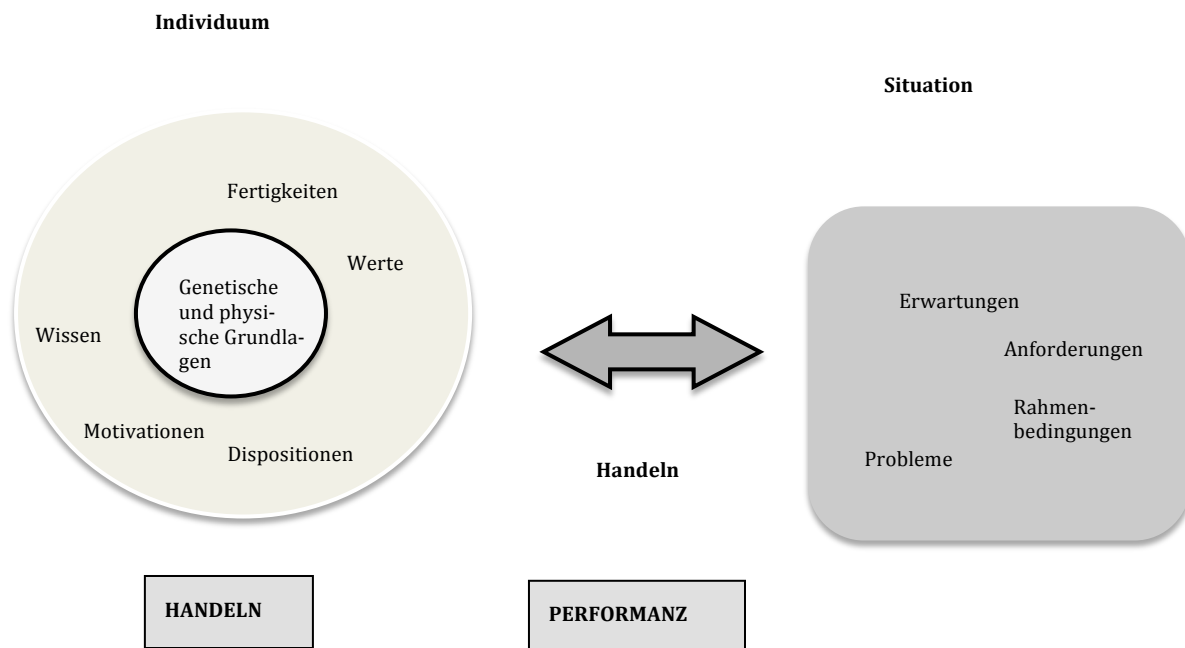 Individuum
Situation
Fertigkeiten
Werte
Genetische
und physi-
sche Grundla-
gen
Wissen
Motivationen
Dispositionen
Handeln
Erwartungen
Anforderungen
Rahmen-
bedingungen
Probleme
HANDELN
PERFORMANZ